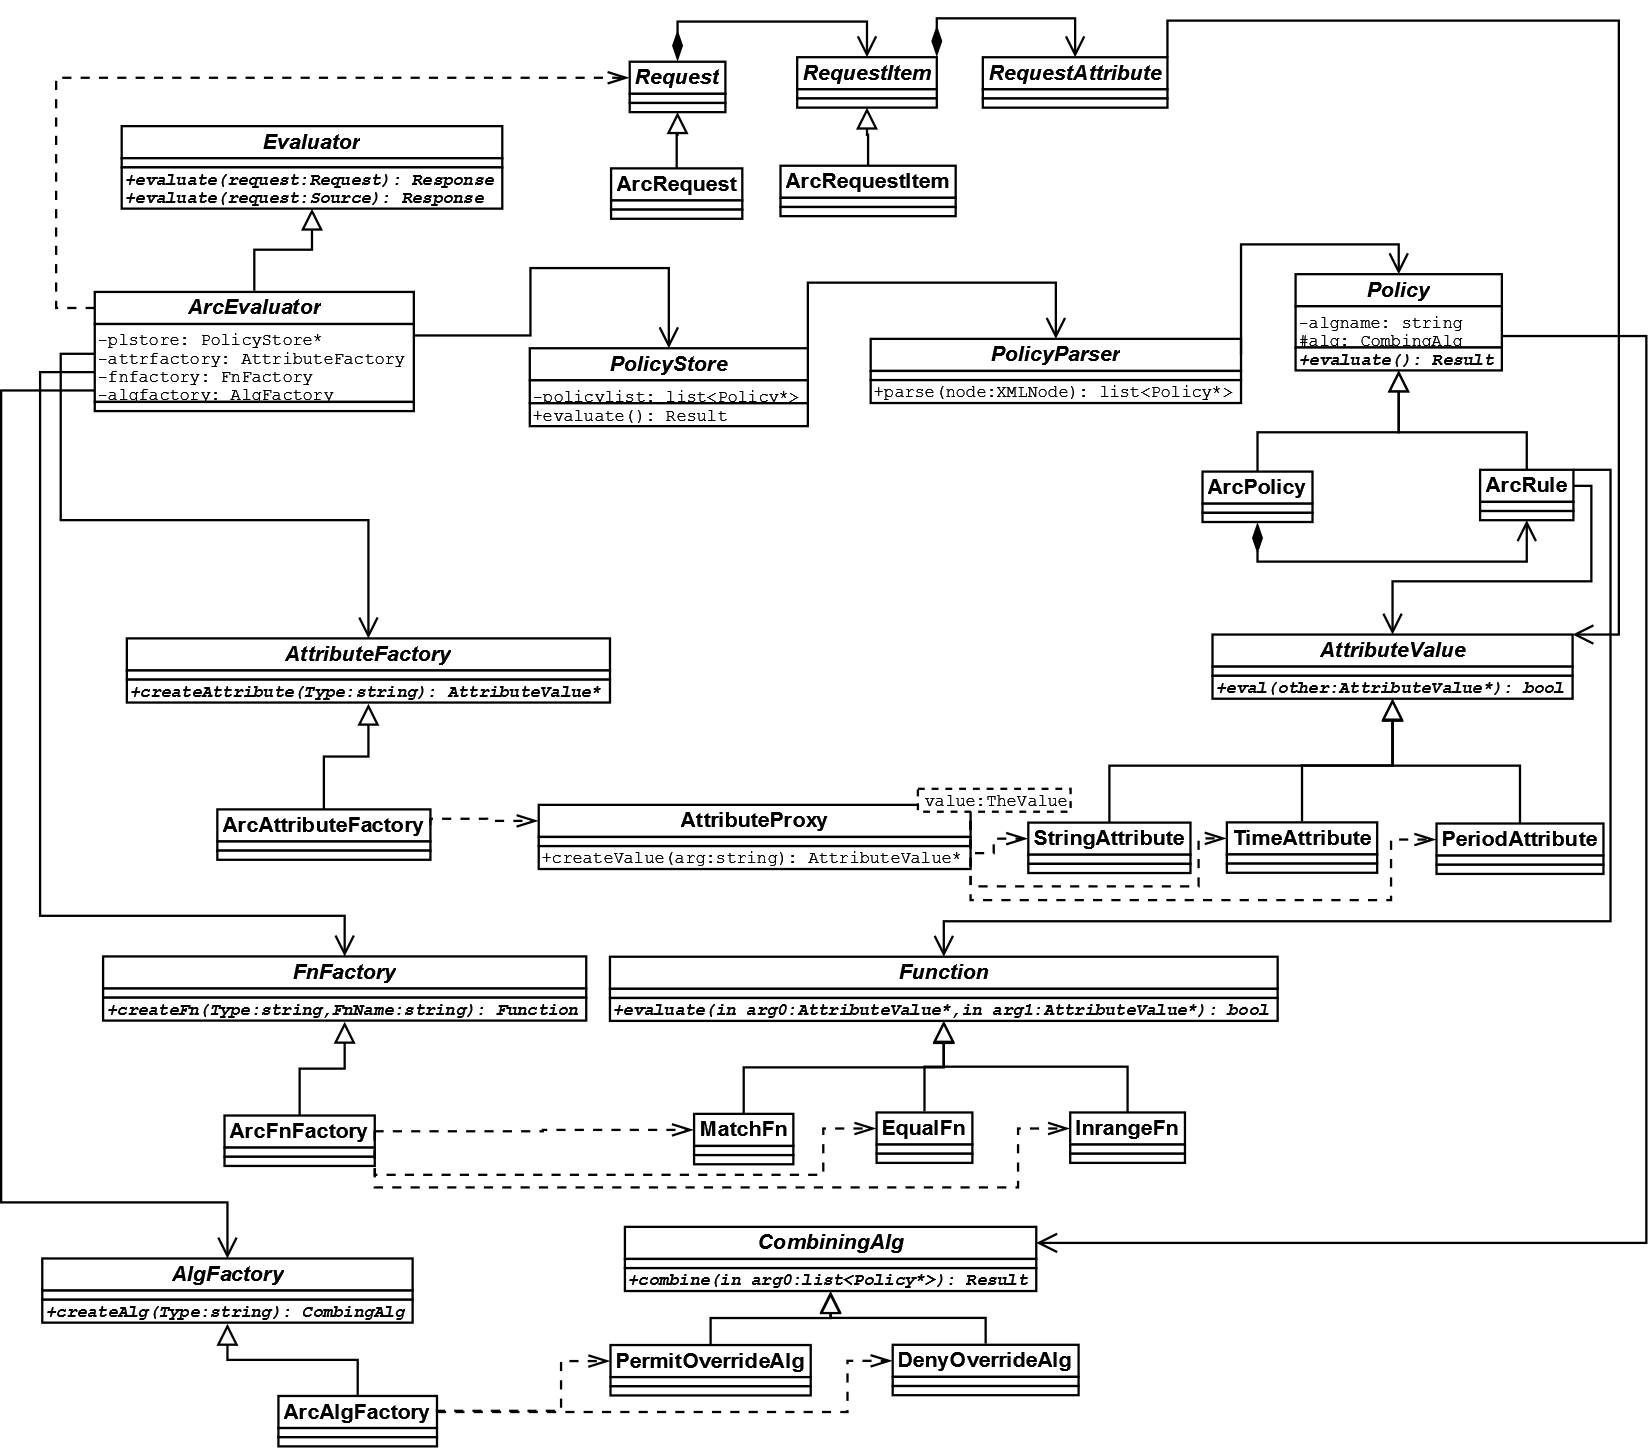 Request
RequestItem
RequestAttribute
Evaluator
+evaluate(request:Request): Response
+evaluate(request:Source): Response
ArcRequest
ArcRequestItem
ArcEvaluator
-plstore: PolicyStore*
-attrfactory: AttributeFactory
-fnfactory: FnFactory
-algfactory: AlgFactory
PolicyStore
-policylist: list<Policy*>
+evaluate(): Result
PolicyParser
+parse(node:XMLNode): list<Policy*>
Policy
-algname: string
#alg: CombingAlg
+evaluate(): Result
ArcPolicy
ArcRule
AttributeFactory
+createAttribute(Type:string): AttributeValue*
AttributeValue
+eval(other:AttributeValue*): bool
ArcAttributeFactory
value:TheValue
AttributeProxy
+createValue(arg:string): AttributeValue*
StringAttribute
TimeAttribute
PeriodAttribute
FnFactory
+createFn(Type:string,FnName:string): Function
Function
+evaluate(in arg0:AttributeValue*,in arg1:AttributeValue*): bool
ArcFnFactory
MatchFn
EqualFn
InrangeFn
AlgFactory
+createAlg(Type:string): CombingAlg
CombiningAlg
+combine(in arg0:list<Policy*>): Result
ArcAlgFactory
PermitOverrideAlg
DenyOverrideAlg